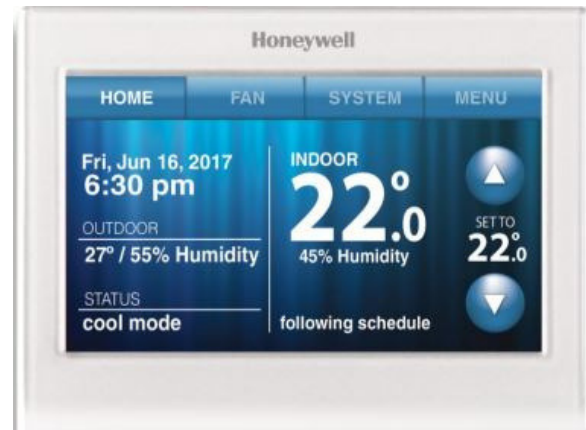 Honeywell
HOME FAN SYSTEM MENU
Fri, Jun 16, 2017
6:30 pm
OUTDOOR
27° / 55% Humidity
STATUS
cool mode
INDOOR
22.0°
45% Humidity
following schedule
SET TO
22.0°